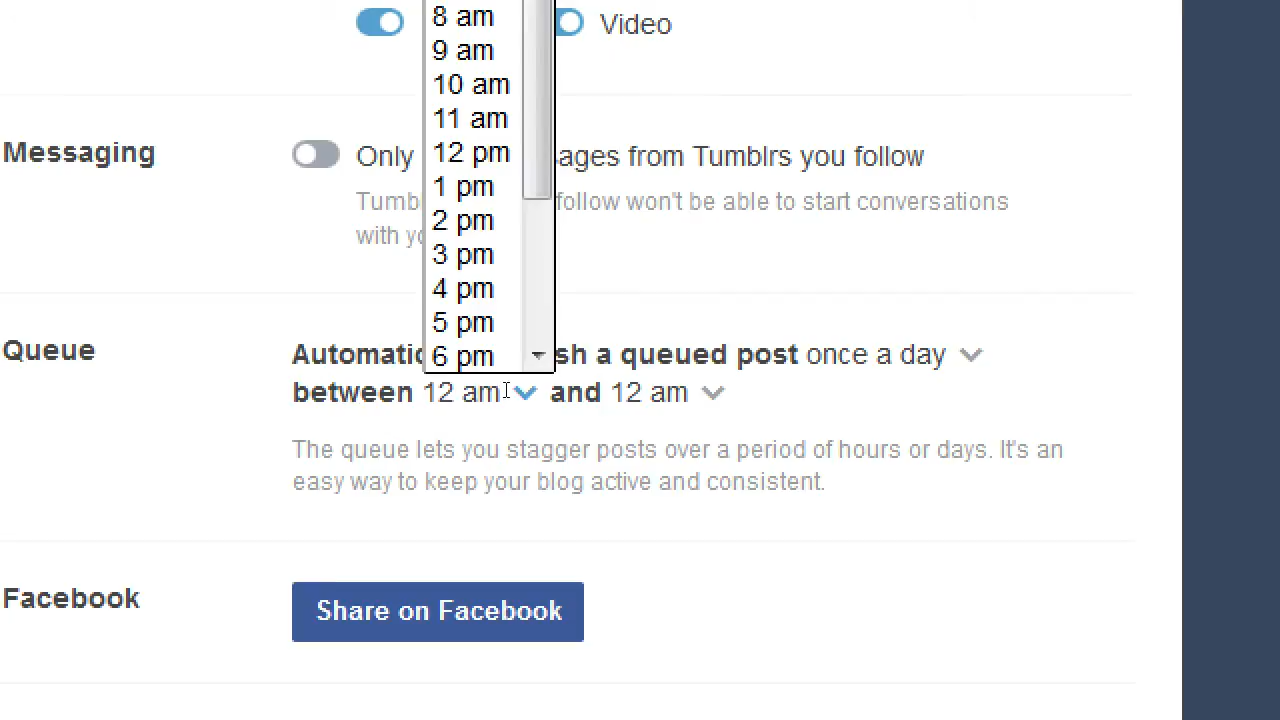 Video
8 am
9 am
10 am
11 am
12 pm
1 pm
2 pm
3 pm
4 pm
5 pm
6 pm
Messaging
Only ages from Tumblrs you follow
Tumb follow won't be able to start conversations
with yo
Queue
Automatic sh a queued post once a day
between 12 am and 12 am
The queue lets you stagger posts over a period of hours or days. It's an
easy way to keep your blog active and consistent.
Facebook
Share on Facebook